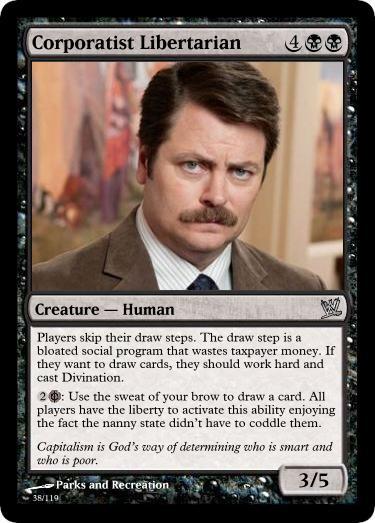 Corporatist Libertarian 4
Creature — Human
Players skip their draw steps. The draw step is a
bloated social program that wastes taxpayer money. If
they want to draw cards, they should work hard and
cast Divination.
2 : Use the sweat of your brow to draw a card. All
players have the liberty to activate this ability enjoying
the fact the nanny state didn't have to coddle them.
Capitalism is God's way of determining who is smart and
who is poor.
Parks and Recreation
3/5
38/119